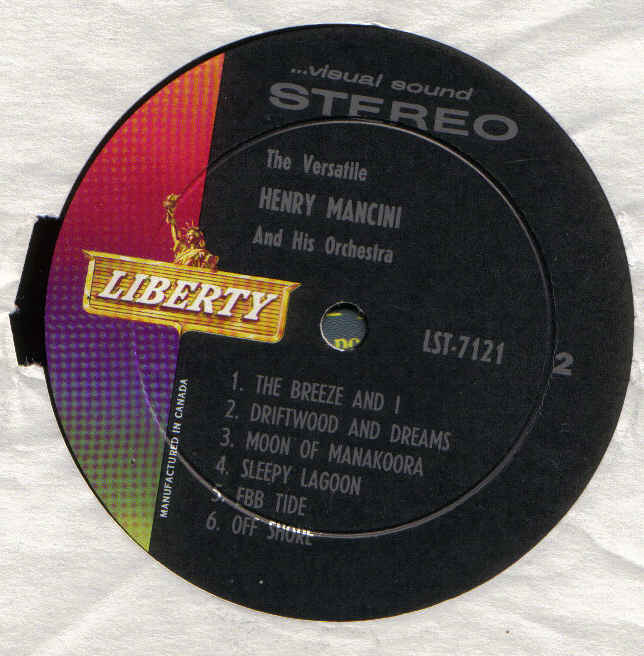 ...visual sound
STEREO
The Versatile
HENRY MANCINI
And His Orchestra
LIBERTY
LST-7121
2
1. THE BREEZE AND I
2. DRIFTWOOD AND DREAMS
3. MOON OF MANAKOORA
4. SLEEPY LAGOON
5. EBB TIDE
6. OFF SHORE
MANUFACTURED IN CANADA